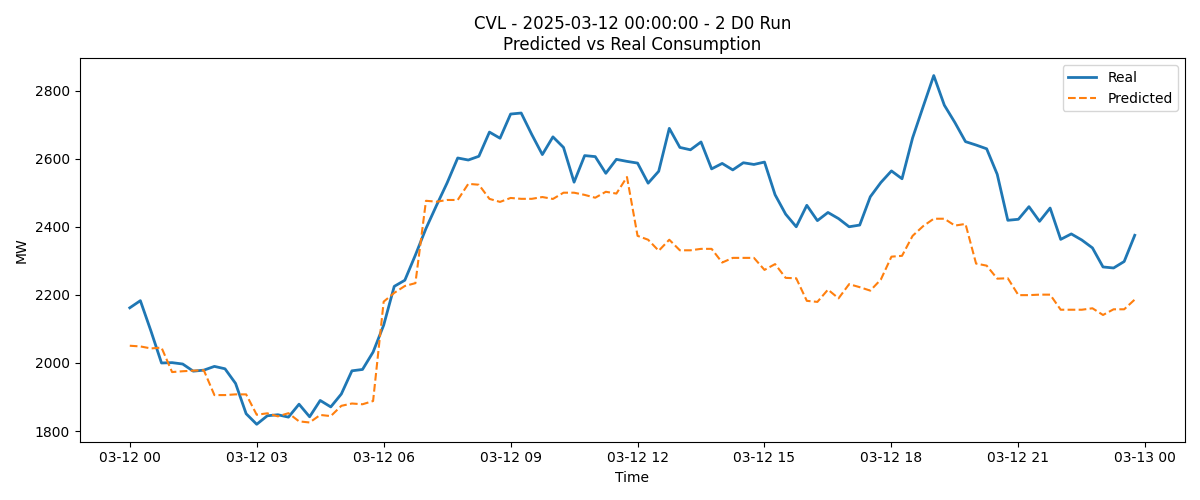 CVL - 2025-03-12 00:00:00 - 2 D0 Run
Predicted vs Real Consumption
Real
Predicted
MW
2800
2600
2400
2200
2000
1800
03-12 00
03-12 03
03-12 06
03-12 09
03-12 12
03-12 15
03-12 18
03-12 21
03-13 00
Time